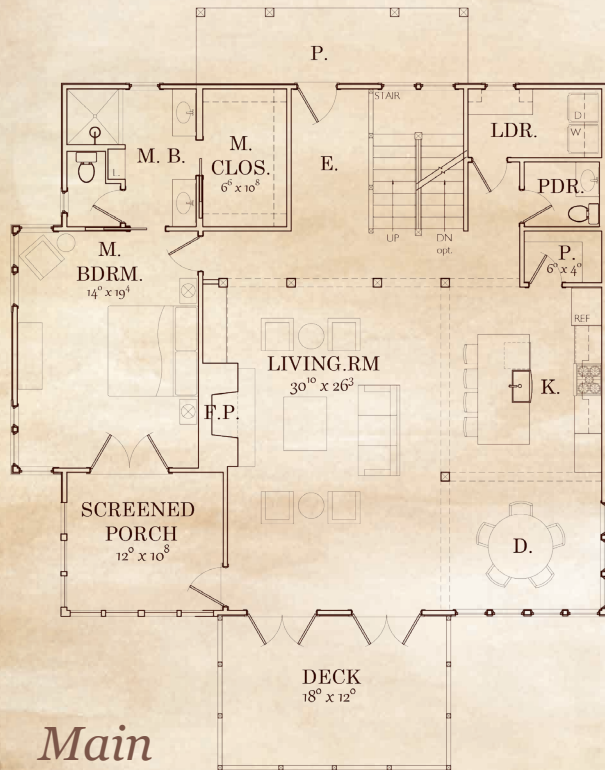 P.
STAIR
M. B.
L.
M.
CLOS.
6⁶ x 10⁸
E.
LDR.
D
W
PDR.
UP
DN
opt.
P.
6⁰ x 4⁰
M.
BDRM.
14⁰ x 19⁴
REF
LIVING.RM
30¹⁰ x 26³
F.P.
K.
SCREENED
PORCH
12⁰ x 10⁸
D.
DECK
18⁰ x 12⁰
Main